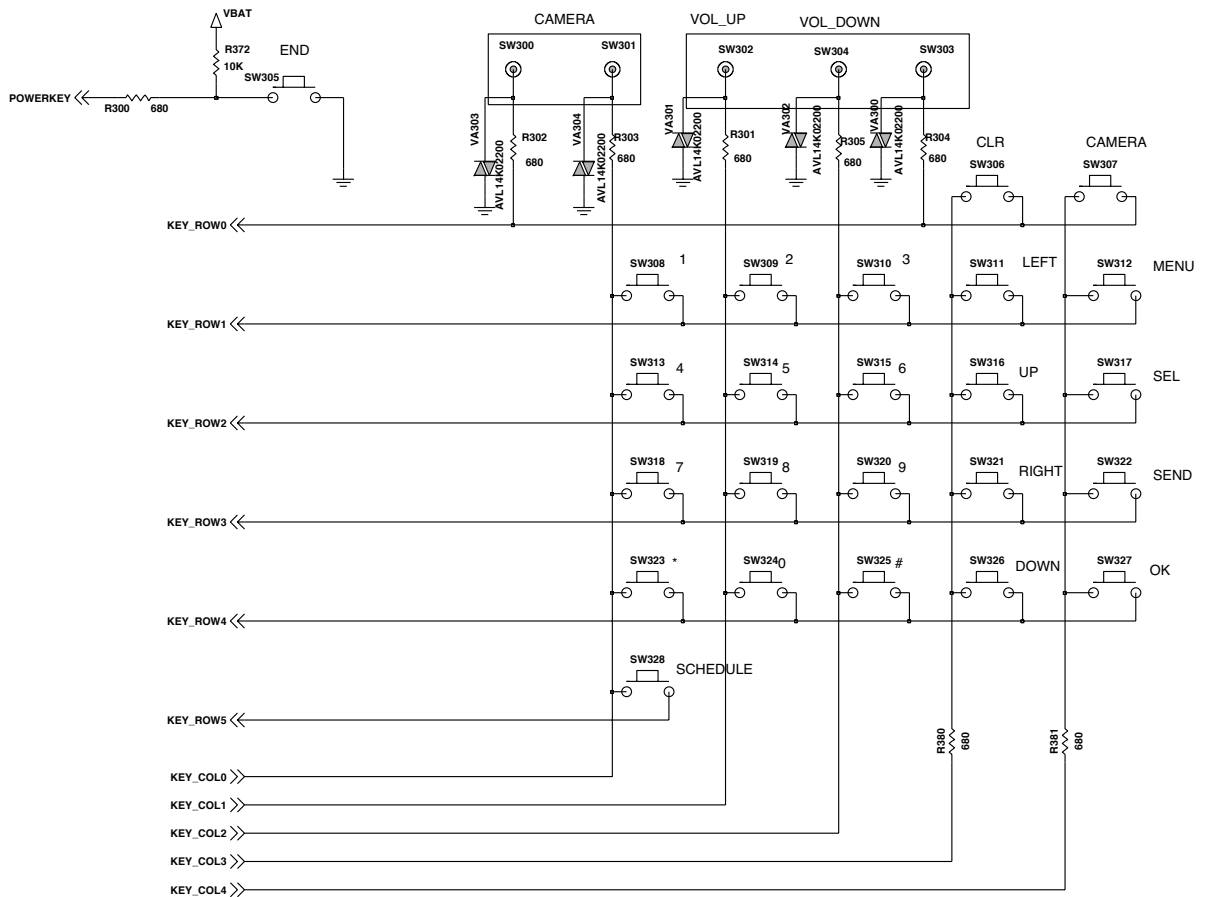 VBAT
R372
10K
END
SW305
POWERKEY
R300 680
CAMERA
SW300 SW301
VOL_UP VOL_DOWN
SW302 SW304 SW303
VA303
AVL14K02200
R302
680
VA304
AVL14K02200
R303
680
VA301
AVL14K02200
R301
680
VA302
AVL14K02200
R305
680
VA300
AVL14K02200
R304
680
CLR
SW306
CAMERA
SW307
KEY_ROW0
SW308 1
SW309 2
SW310 3
SW311 LEFT
SW312 MENU
KEY_ROW1
SW313 4
SW314 5
SW315 6
SW316 UP
SW317 SEL
KEY_ROW2
SW318 7
SW319 8
SW320 9
SW321 RIGHT
SW322 SEND
KEY_ROW3
SW323 *
SW324 0
SW325 #
SW326 DOWN
SW327 OK
KEY_ROW4
SW328 SCHEDULE
KEY_ROW5
R380
680
R381
680
KEY_COL0
KEY_COL1
KEY_COL2
KEY_COL3
KEY_COL4